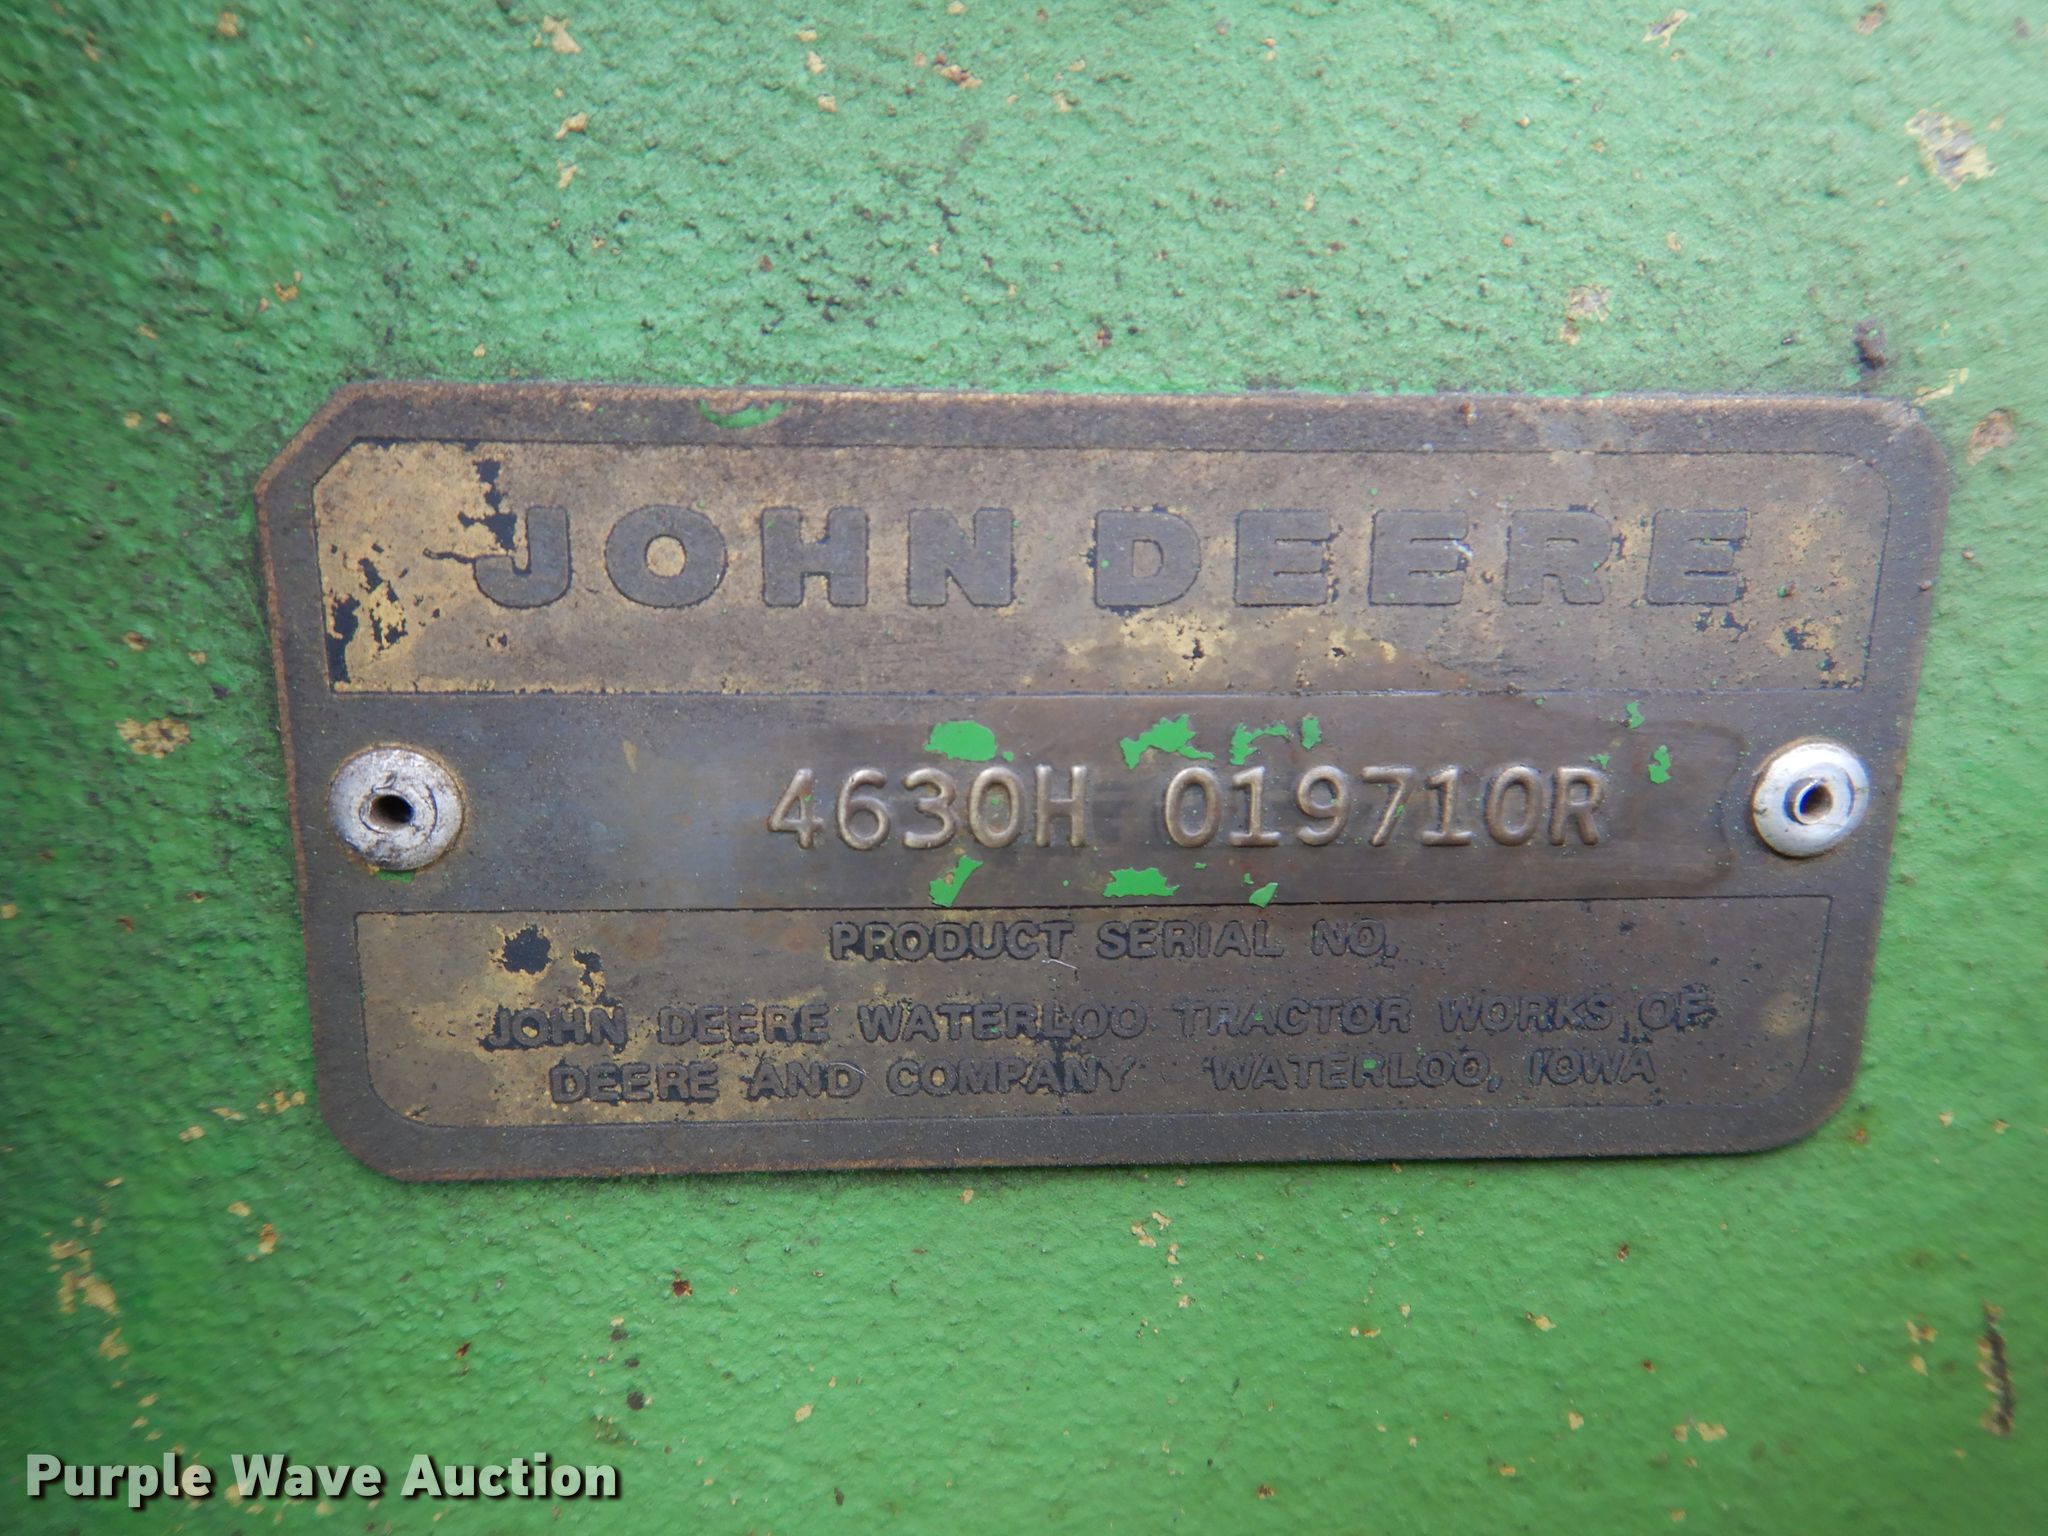 JOHN DEERE
4630H 019710R
PRODUCT SERIAL NO.
JOHN DEERE WATERLOO TRACTOR WORKS OF
DEERE AND COMPANY WATERLOO, IOWA
Purple Wave Auction